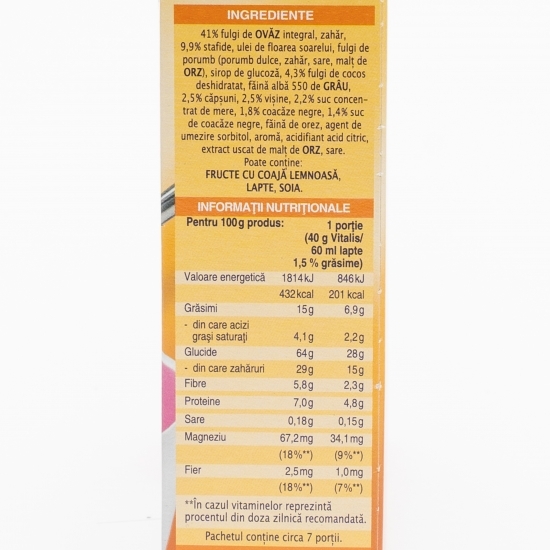 INGREDIENTE
41% fulgi de OVĂZ integral, zahăr,
9,9% stafide, ulei de floarea soarelui, fulgi de
porumb (porumb dulce, zahăr, sare, malț de
ORZ), sirop de glucoză, 4,3% fulgi de cocos
deshidratat, făină albă 550 de GRÂU,
2,5% căpșuni, 2,5% vișine, 2,2% suc concen-
trat de mere, 1,8% coacăze negre, 1,4% suc
de coacăze negre, făină de orez, agent de
umezire sorbitol, aromă, acidifiant acid citric,
extract uscat de malț de ORZ, sare.
Poate conține:
FRUCTE CU COAJĂ LEMNOASĂ,
LAPTE, SOIA.
INFORMAȚII NUTRIȚIONALE
Pentru 100g produs: 1 porție
(40 g Vitalis/
60 ml lapte
1,5 % grăsime)
Valoare energetică 1814kJ 846kJ
432kcal 201 kcal
Grăsimi 15g 6,9g
- din care acizi
grași saturați 4,1g 2,2g
Glucide 64g 28g
- din care zaharuri 29g 15g
Fibre 5,8g 2,3g
Proteine 7,0g 4,8g
Sare 0,18g 0,15g
Magneziu 67,2mg 34,1mg
(18%**) (9%**)
Fier 2,5mg 1,0mg
(18%**) (7%**)
**În cazul vitaminelor reprezintă
procentul din doza zilnică recomandată.
Pachetul conține circa 7 porții.